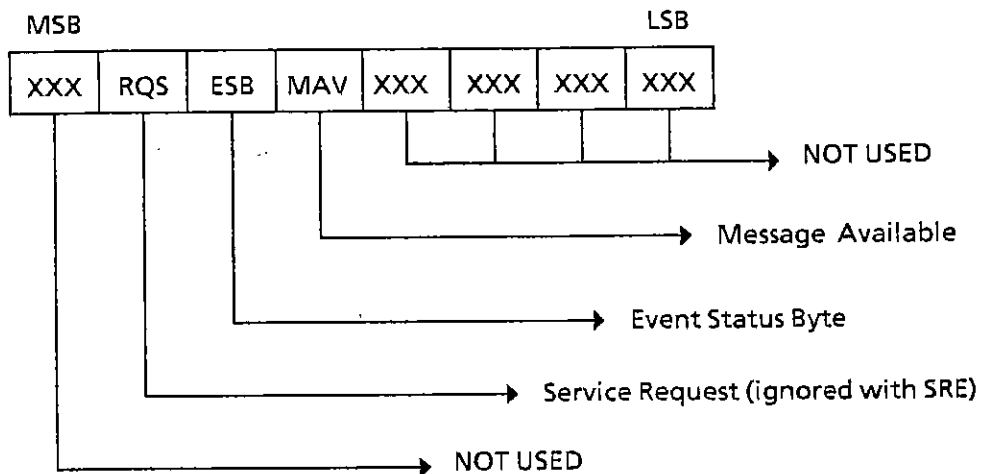 MSB LSB
XXX RQS ESB MAV XXX XXX XXX XXX
NOT USED
Message Available
Event Status Byte
Service Request (ignored with SRE)
NOT USED